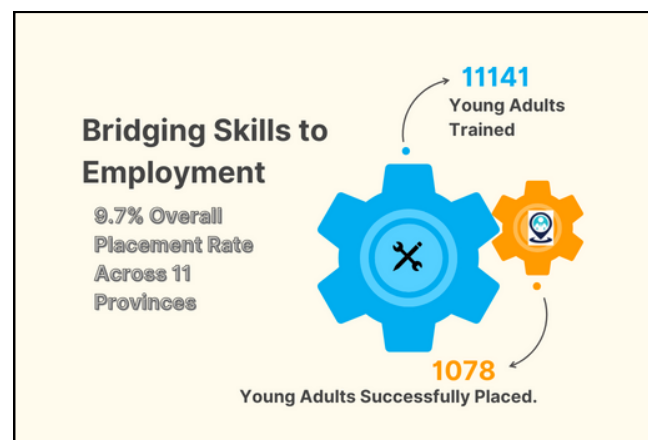 11141
Young Adults
Trained
Bridging Skills to
Employment
9.7% Overall
Placement Rate
Across 11
Provinces
1078
Young Adults Successfully Placed.